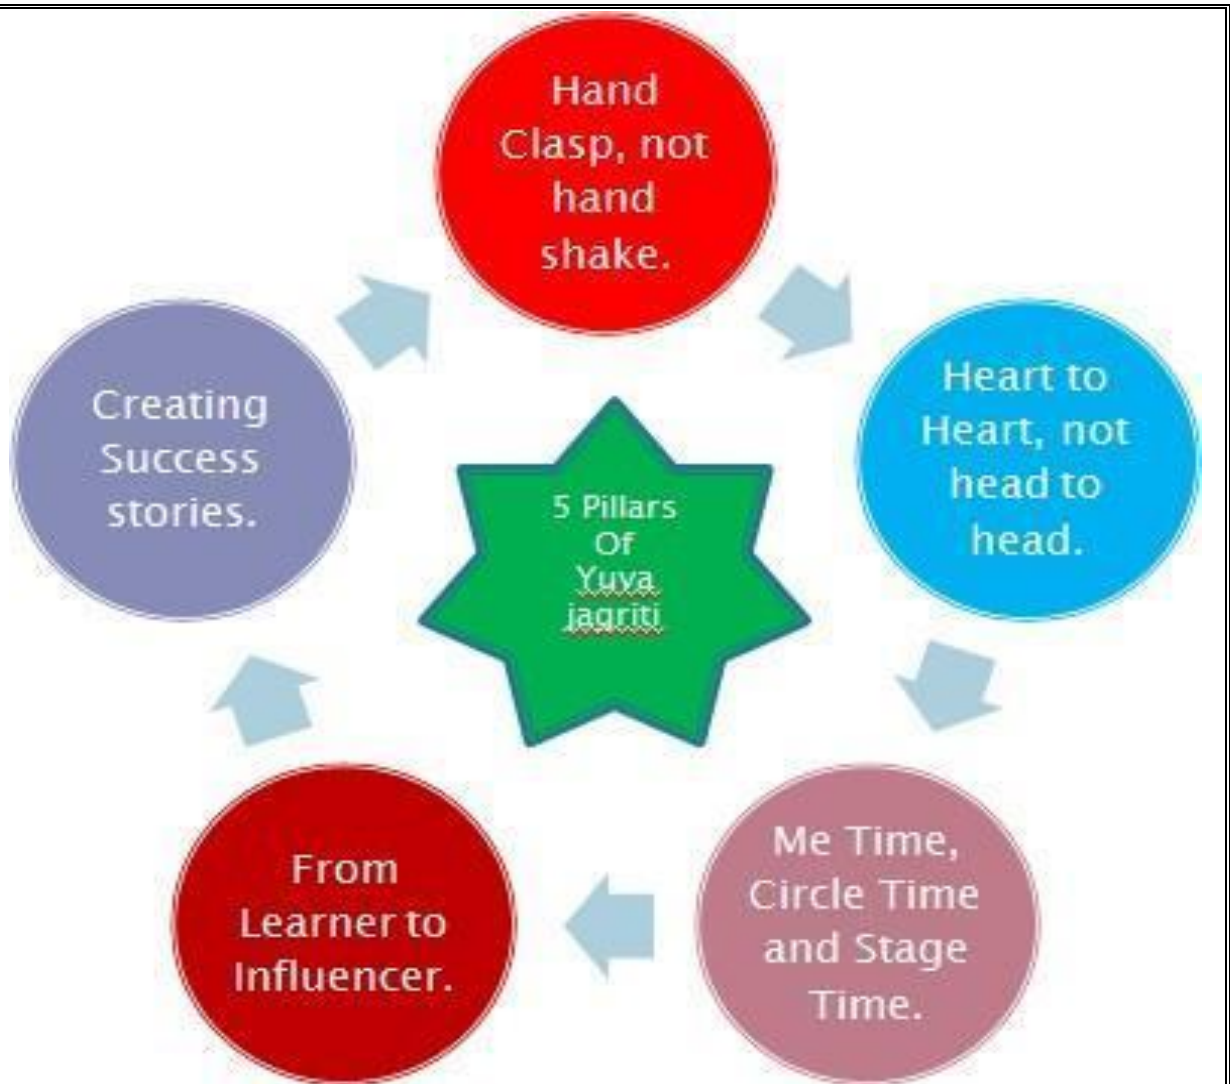 Hand
Clasp, not
hand
shake.
Heart to
Heart, not
head to
head.
Me Time,
Circle Time
and Stage
Time.
From
Learner to
Influencer.
Creating
Success
stories.
5 Pillars
Of
Yuva
jagriti